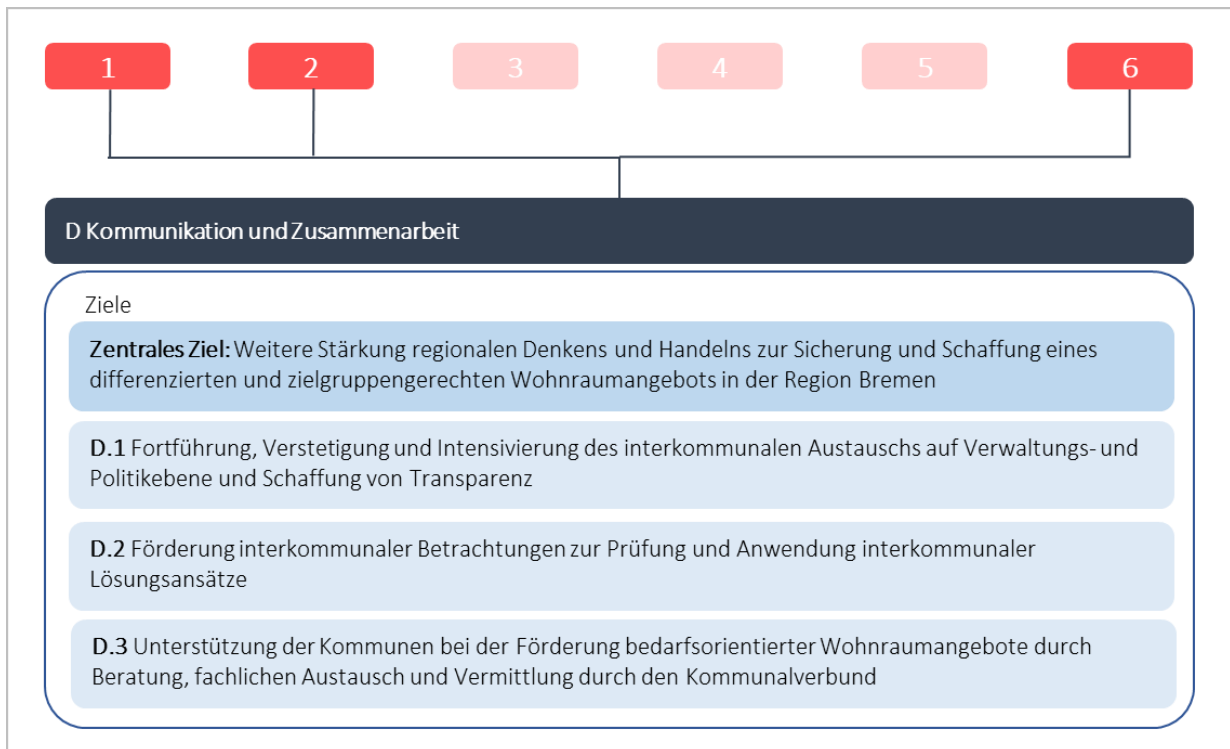 1 2 3 4 5 6
D Kommunikation und Zusammenarbeit
Ziele
Zentrales Ziel: Weitere Stärkung regionalen Denkens und Handelns zur Sicherung und Schaffung eines
differenzierten und zielgruppengerechten Wohnraumangebots in der Region Bremen
D.1 Fortführung, Verstetigung und Intensivierung des interkommunalen Austauschs auf Verwaltungs- und
Politikebene und Schaffung von Transparenz
D.2 Förderung interkommunaler Betrachtungen zur Prüfung und Anwendung interkommunaler
Lösungsansätze
D.3 Unterstützung der Kommunen bei der Förderung bedarfsorientierter Wohnraumangebote durch
Beratung, fachlichen Austausch und Vermittlung durch den Kommunalverbund